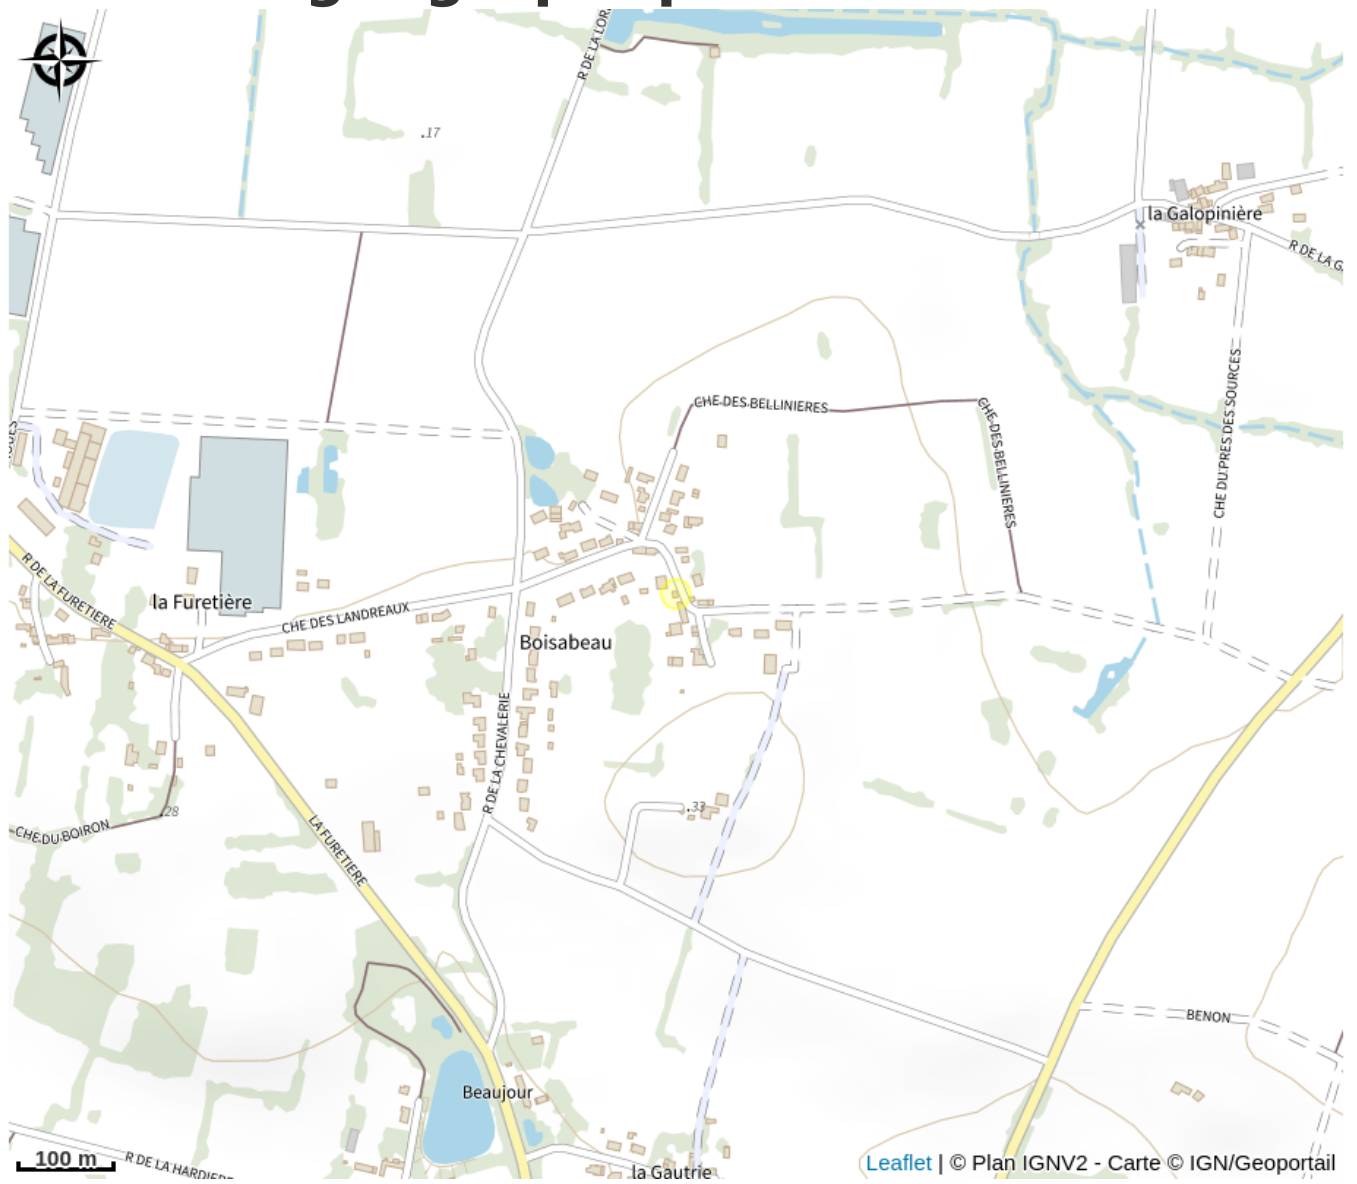 R DE LA LOR
.17
la Galopinière
R DE LA G
CHE DES BELLINIERES
CHE DES BELLINIERES
CHE DU PRES DES SOURCES
R DE LA FURETIERE
la Furetière
CHE DES LANDREAUX
Boisabeau
R DE LA CHEVALERIE
.33
.28
CHE DU BOIRON
LA FURETIERE
BENON
Beaujour
R DE LA HARDIERE
la Gautrie
100 m
Leaflet | © Plan IGNV2 - Carte © IGN/Geoportail